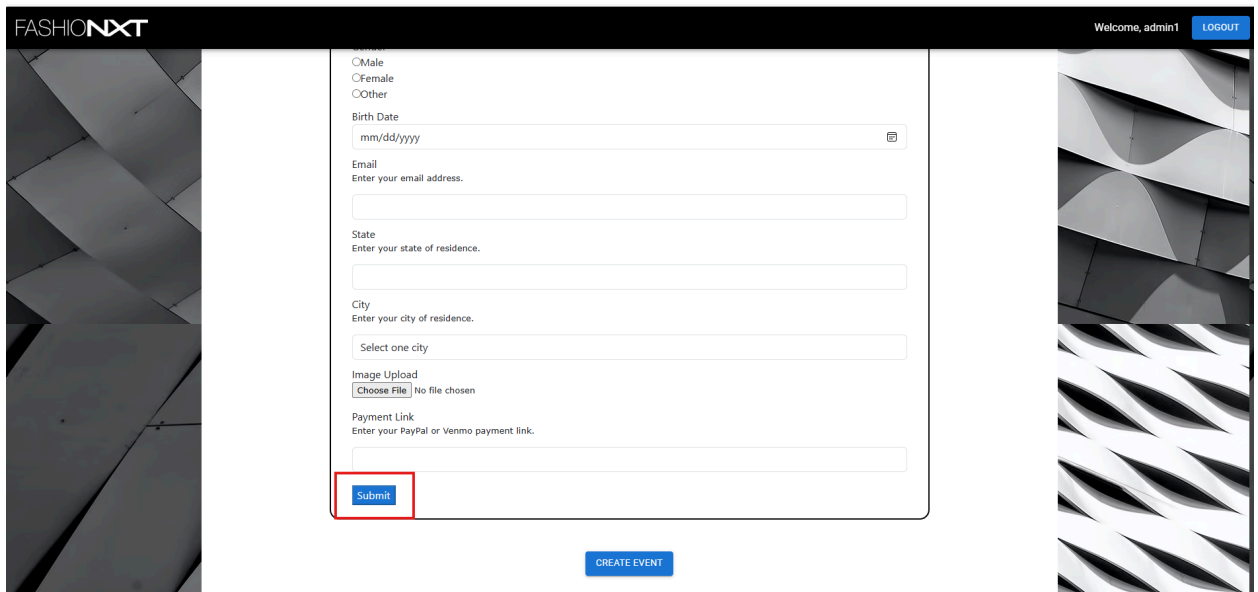 FASHIONXT
Welcome, admin1
LOGOUT
Male
Female
Other
Birth Date
mm/dd/yyyy
Email
Enter your email address.
State
Enter your state of residence.
City
Enter your city of residence.
Select one city
Image Upload
Choose File No file chosen
Payment Link
Enter your PayPal or Venmo payment link.
Submit
CREATE EVENT